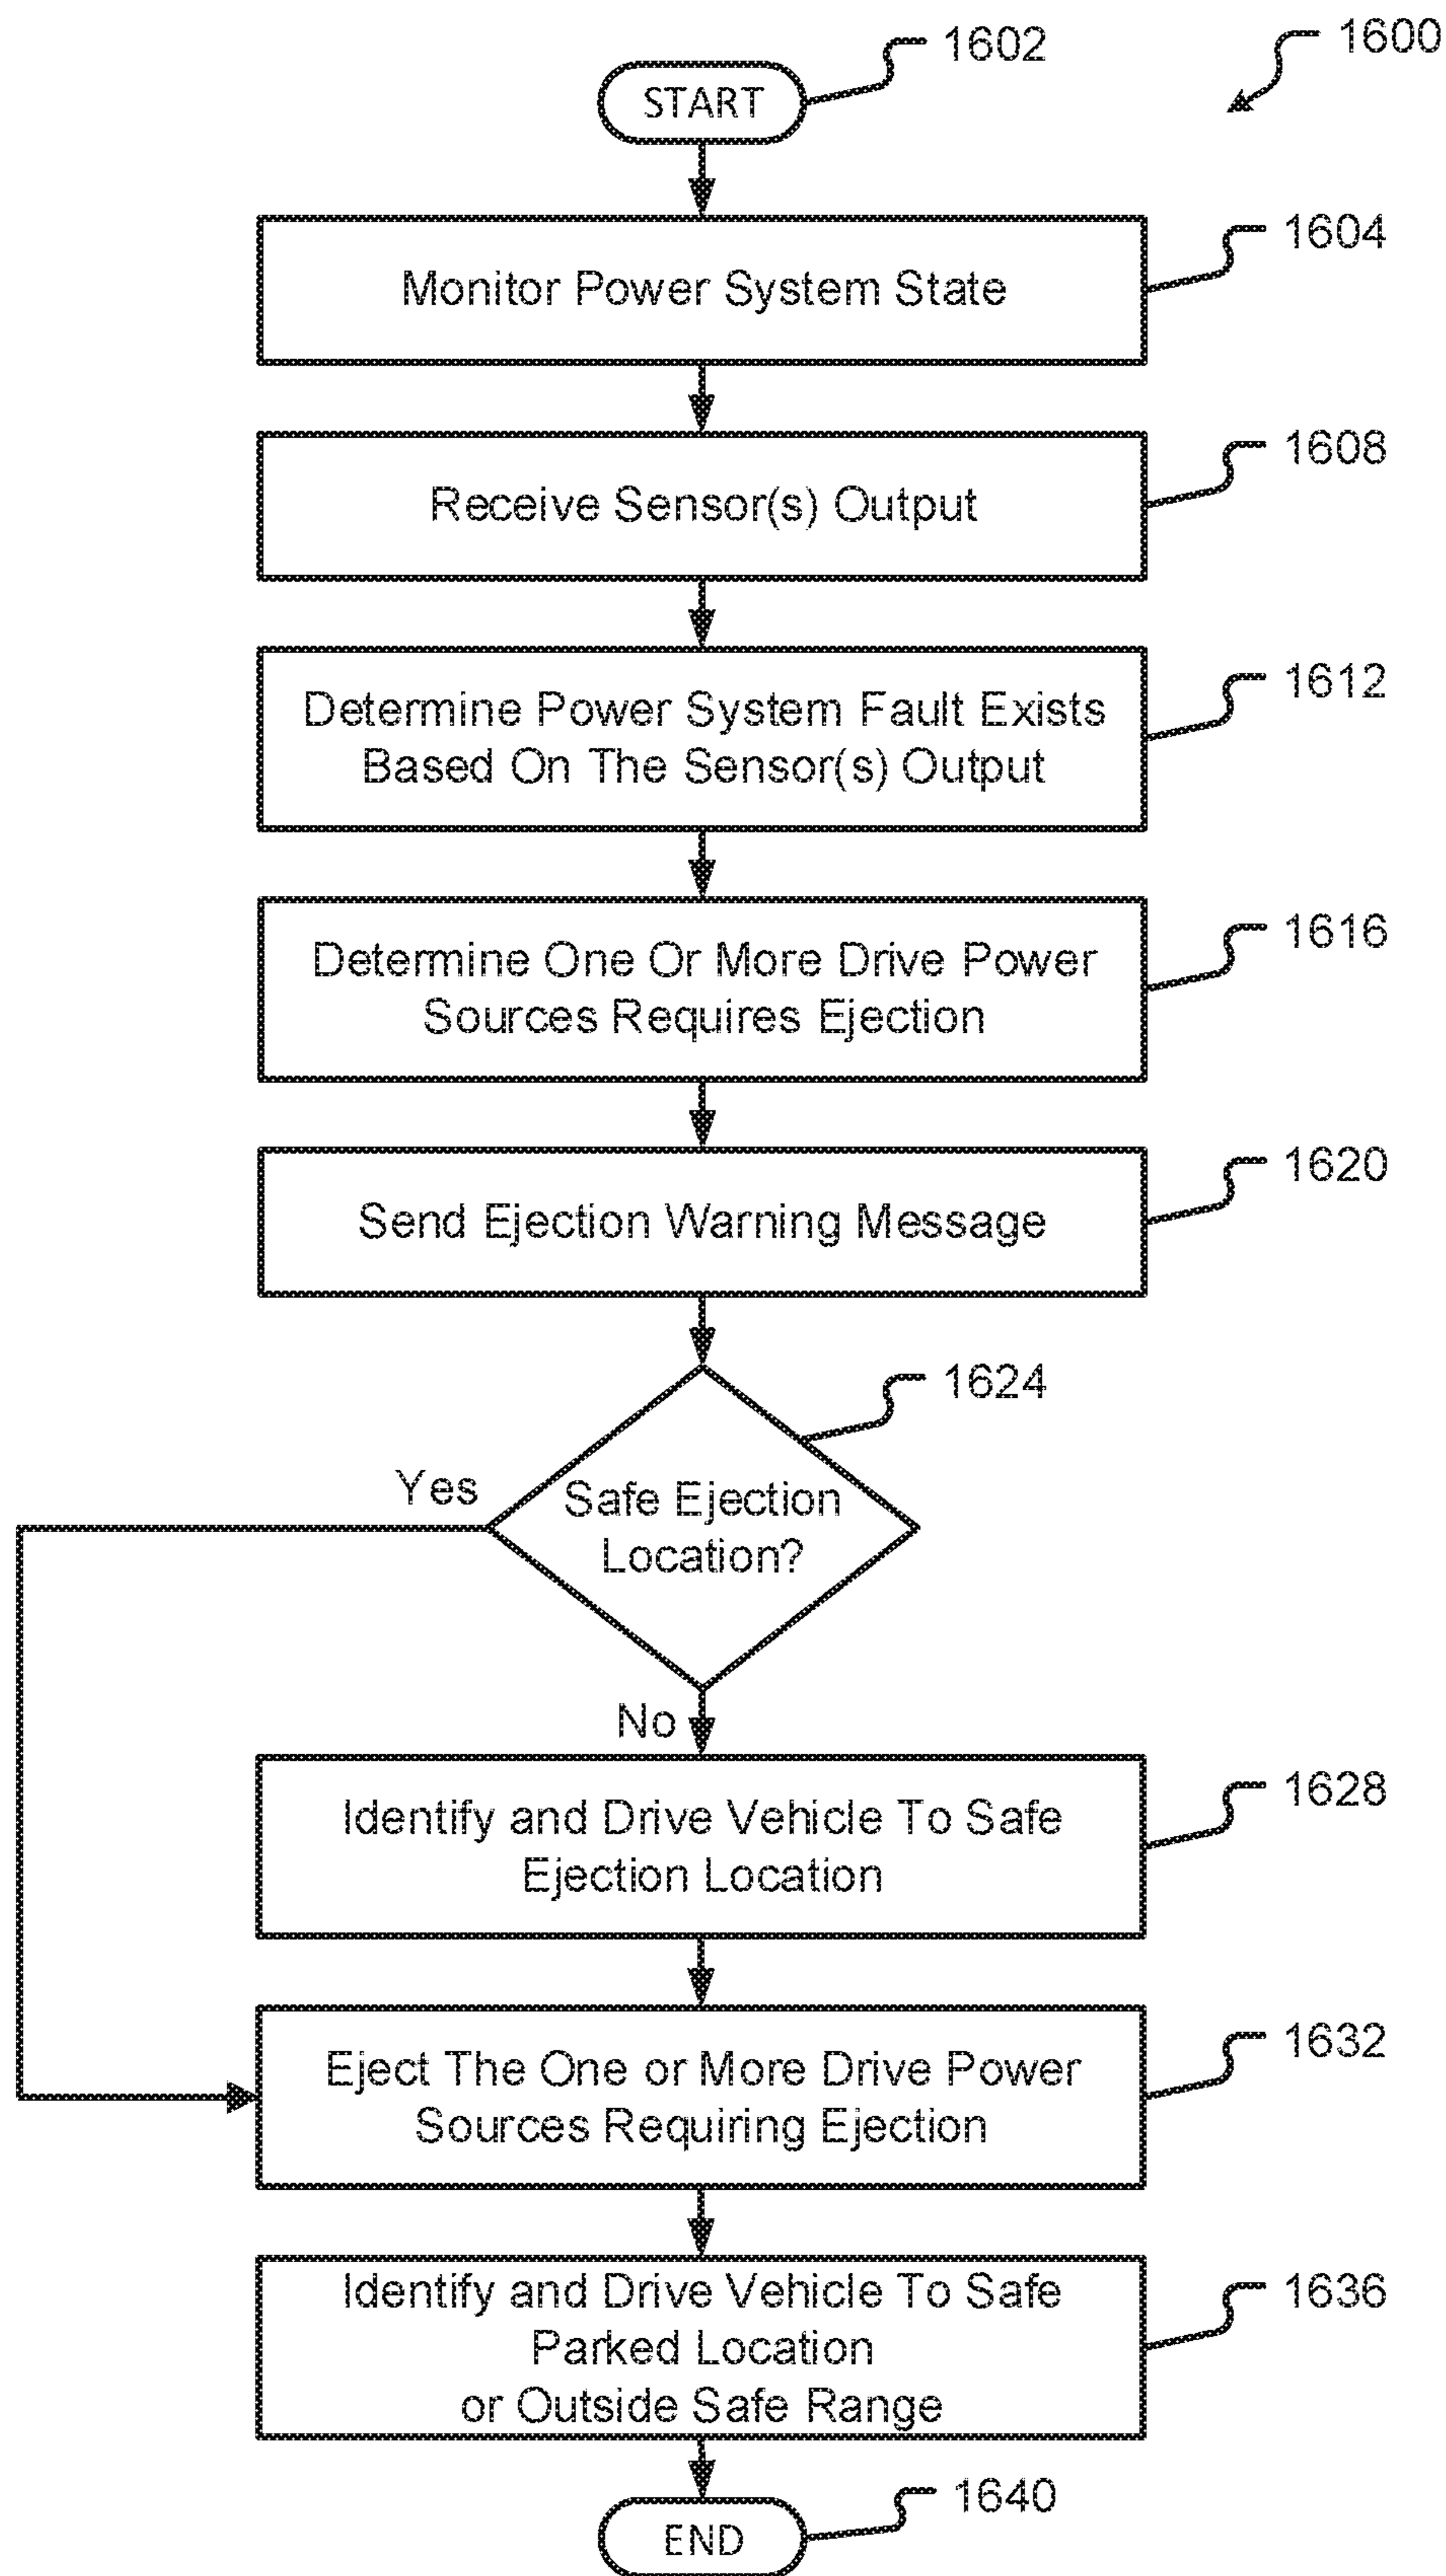 1600
START
1602
Monitor Power System State
1604
Receive Sensor(s) Output
1608
Determine Power System Fault Exists
Based On The Sensor(s) Output
1612
Determine One Or More Drive Power
Sources Requires Ejection
1616
Send Ejection Warning Message
1620
Safe Ejection
Location?
1624
Yes
No
Identify and Drive Vehicle To Safe
Ejection Location
1628
Eject The One or More Drive Power
Sources Requiring Ejection
1632
Identify and Drive Vehicle To Safe
Parked Location
or Outside Safe Range
1636
END
1640